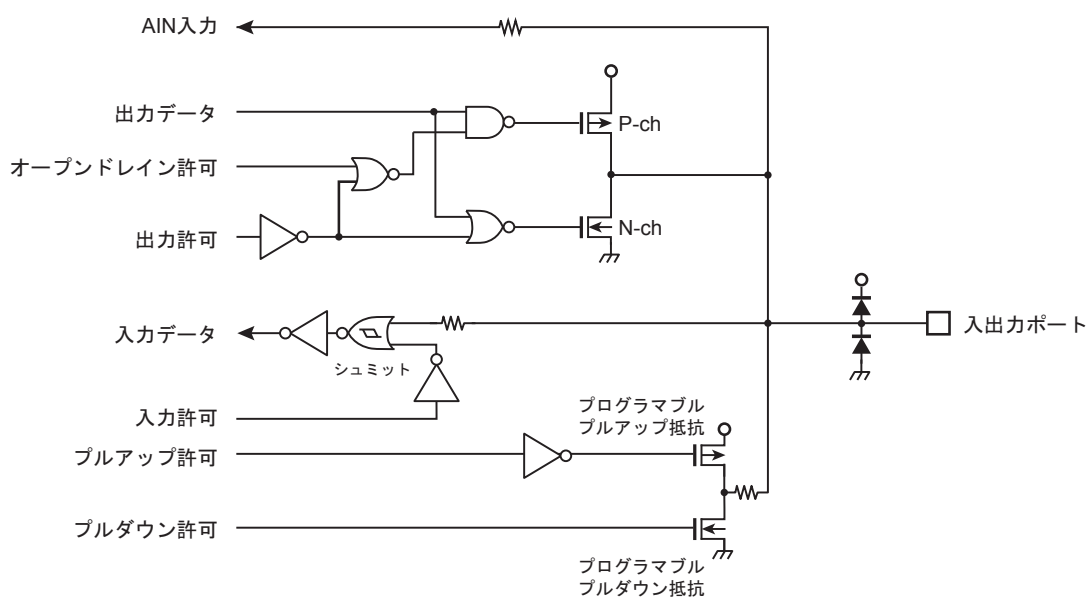 AIN入力
出力データ
P-ch
オープンドレイン許可
出力許可
N-ch
入力データ
シュミット
入出力ポート
入力許可
プログラマブル
プルアップ抵抗
プルアップ許可
プルダウン許可
プログラマブル
プルダウン抵抗